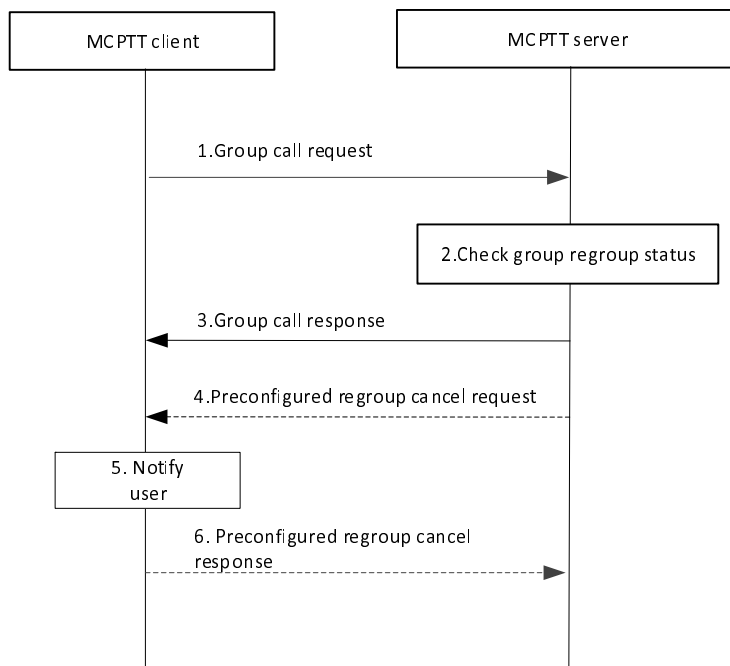 MCPTT client
MCPTT server
1.Group call request
2.Check group regroup status
3.Group call response
4.Preconfigured regroup cancel request
5. Notify
user
6. Preconfigured regroup cancel
response